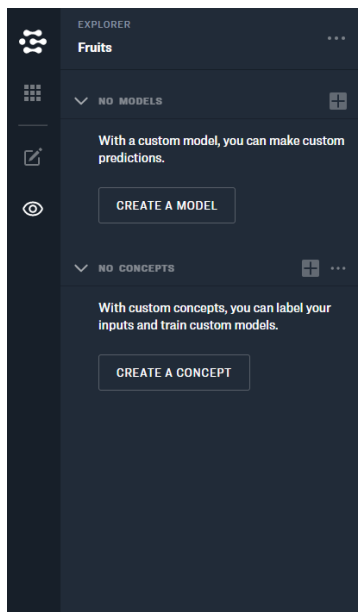 EXPLORER
Fruits
NO MODELS
With a custom model, you can make custom
predictions.
CREATE A MODEL
NO CONCEPTS
With custom concepts, you can label your
inputs and train custom models.
CREATE A CONCEPT